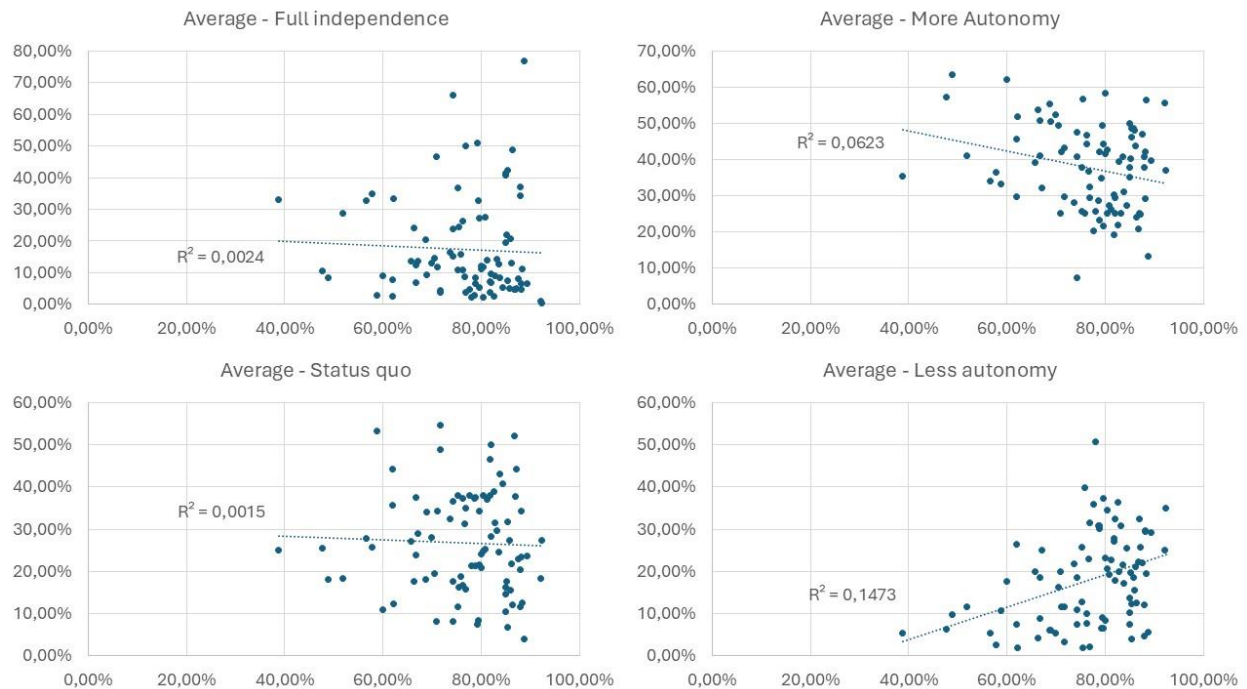 Average - Full independence
80,00%
70,00%
60,00%
50,00%
40,00%
30,00%
20,00%
10,00%
0,00%
R² = 0,0024
0,00% 20,00% 40,00% 60,00% 80,00% 100,00%
Average - More Autonomy
70,00%
60,00%
50,00%
40,00%
30,00%
20,00%
10,00%
0,00%
R² = 0,0623
0,00% 20,00% 40,00% 60,00% 80,00% 100,00%
Average - Status quo
60,00%
50,00%
40,00%
30,00%
20,00%
10,00%
0,00%
R² = 0,0015
0,00% 20,00% 40,00% 60,00% 80,00% 100,00%
Average - Less autonomy
60,00%
50,00%
40,00%
30,00%
20,00%
10,00%
0,00%
R² = 0,1473
0,00% 20,00% 40,00% 60,00% 80,00% 100,00%